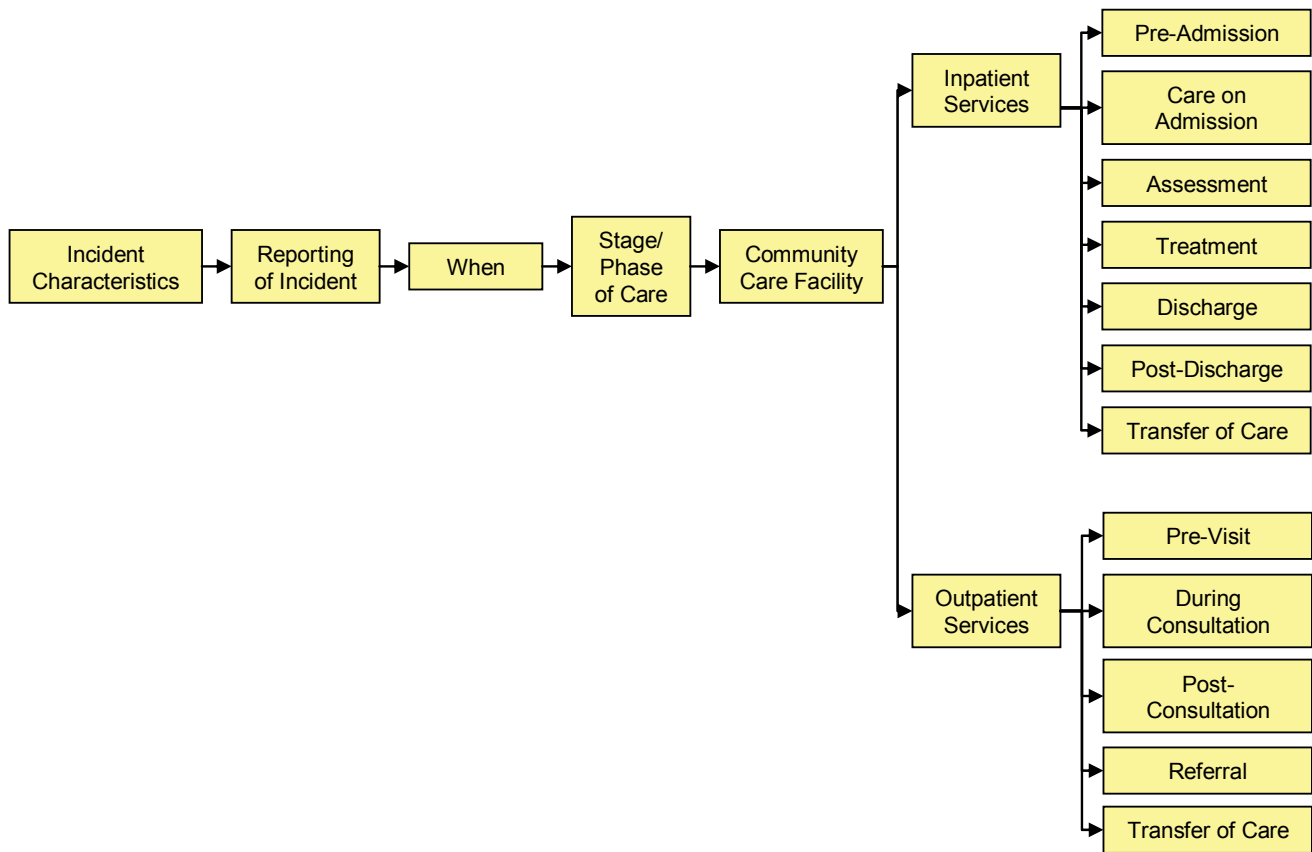 Incident
Characteristics
Reporting
of Incident
When
Stage/
Phase
of Care
Community
Care Facility
Inpatient
Services
Pre-Admission
Care on
Admission
Assessment
Treatment
Discharge
Post-Discharge
Transfer of Care
Outpatient
Services
Pre-Visit
During
Consultation
Post-
Consultation
Referral
Transfer of Care